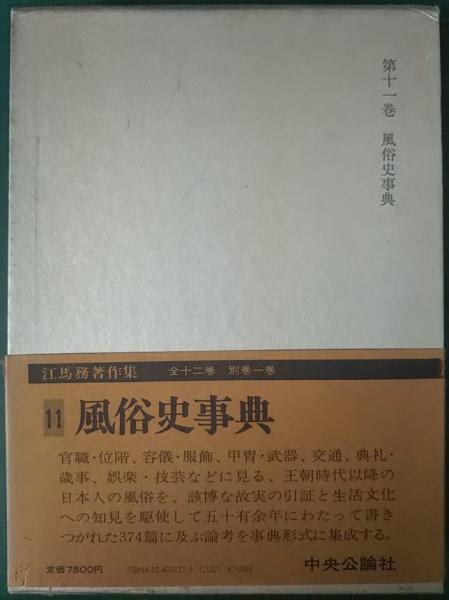 第十一巻 風俗史事典
江馬務著作集 全十二巻 別巻一巻
11 風俗史事典
官職・位階、容儀・服飾、甲冑・武器、交通、典礼・
歳事、娯楽・技芸などに見る、王朝時代以降の
日本人の風俗を、該博な故実の引証と生活文化
への知見を駆使して五十有余年にわたって書き
つがれた374篇に及ぶ論考を事典形式に集成する。
定価7500円
中央公論社